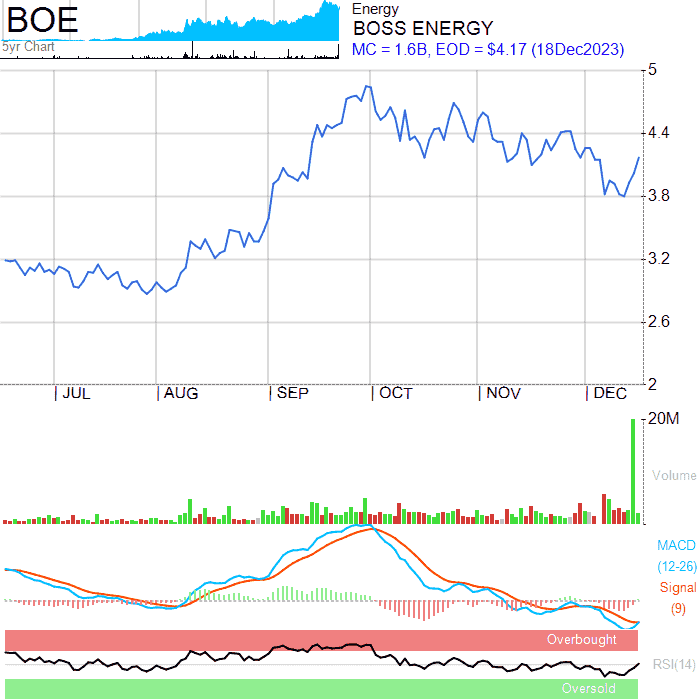 BOE
5yr Chart
Energy
BOSS ENERGY
MC = 1.6B, EOD = $4.17 (18Dec2023)
5
4.4
3.8
3.2
2.6
2
JUL AUG SEP OCT NOV DEC
20M
Volume
MACD
(12-26)
Signal
(9)
Overbought
RSI(14)
Oversold